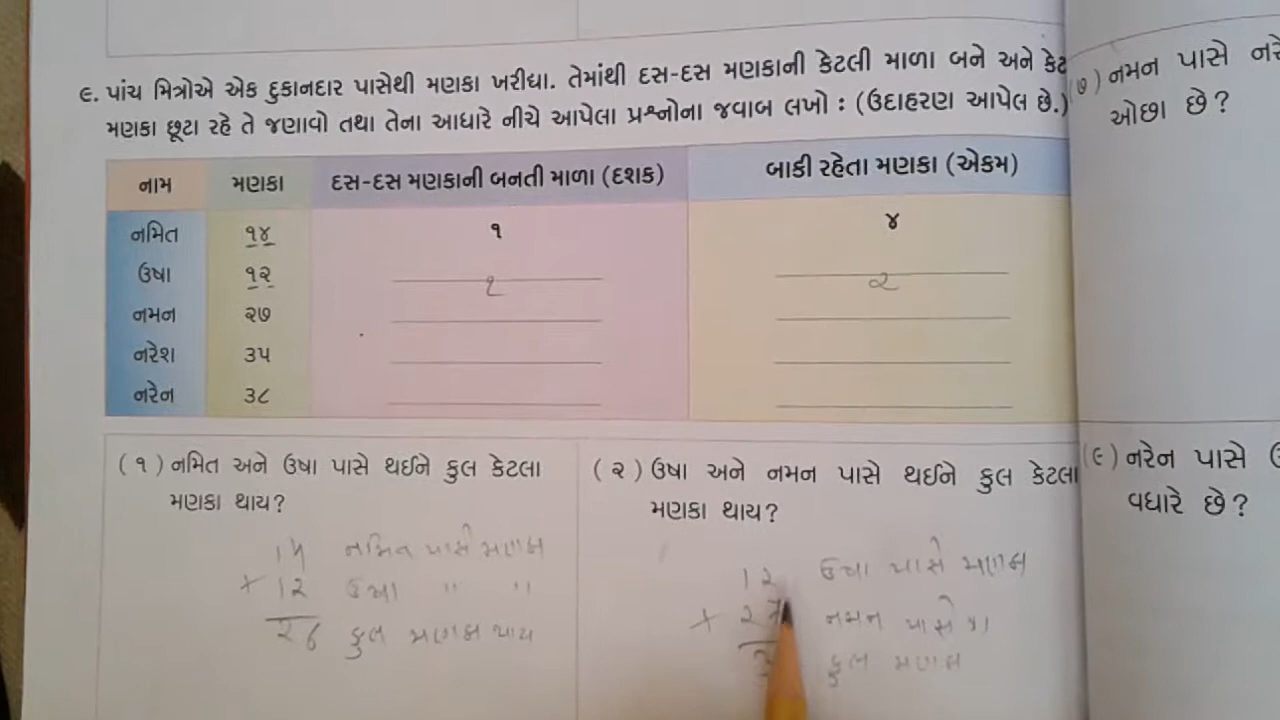 ૯. પાંચ મિત્રોએ એક દુકાનદાર પાસેથી મણકા ખરીદ્યા. તેમાંથી દસ-દસ મણકાની કેટલી માળા બને અને
મણકા છૂટા રહે તે જણાવો તથા તેના આધારે નીચે આપેલા પ્રશ્નોના જવાબ લખો : (ઉદાહરણ આપેલ છે.)
નામ મણકા દસ-દસ મણકાની બનતી માળા (દશક) બાકી રહેતા મણકા (એકમ)
નમિત ૧૪ ૧ ૪
ઉષા ૧૨ ૧ ૨
નમન ૨૭
નરેશ ૩૫
નરેન ૩૮
(૧) નમિત અને ઉષા પાસે થઈને કુલ કેટલા
મણકા થાય?
નમિત પાસે મણકા
+ ૧૨ ઉષા " "
૨૬ કુલ મણકા થાય
(૨) ઉષા અને નમન પાસે થઈને કુલ કેટલા
મણકા થાય?
૧૨ ઉષા પાસે મણકા
+ ૨૭ નમન પાસે "
કુલ મણકા
(૭) નમન પાસે
ઓછા છે?
(૯) નરેન પાસે
વધારે છે?